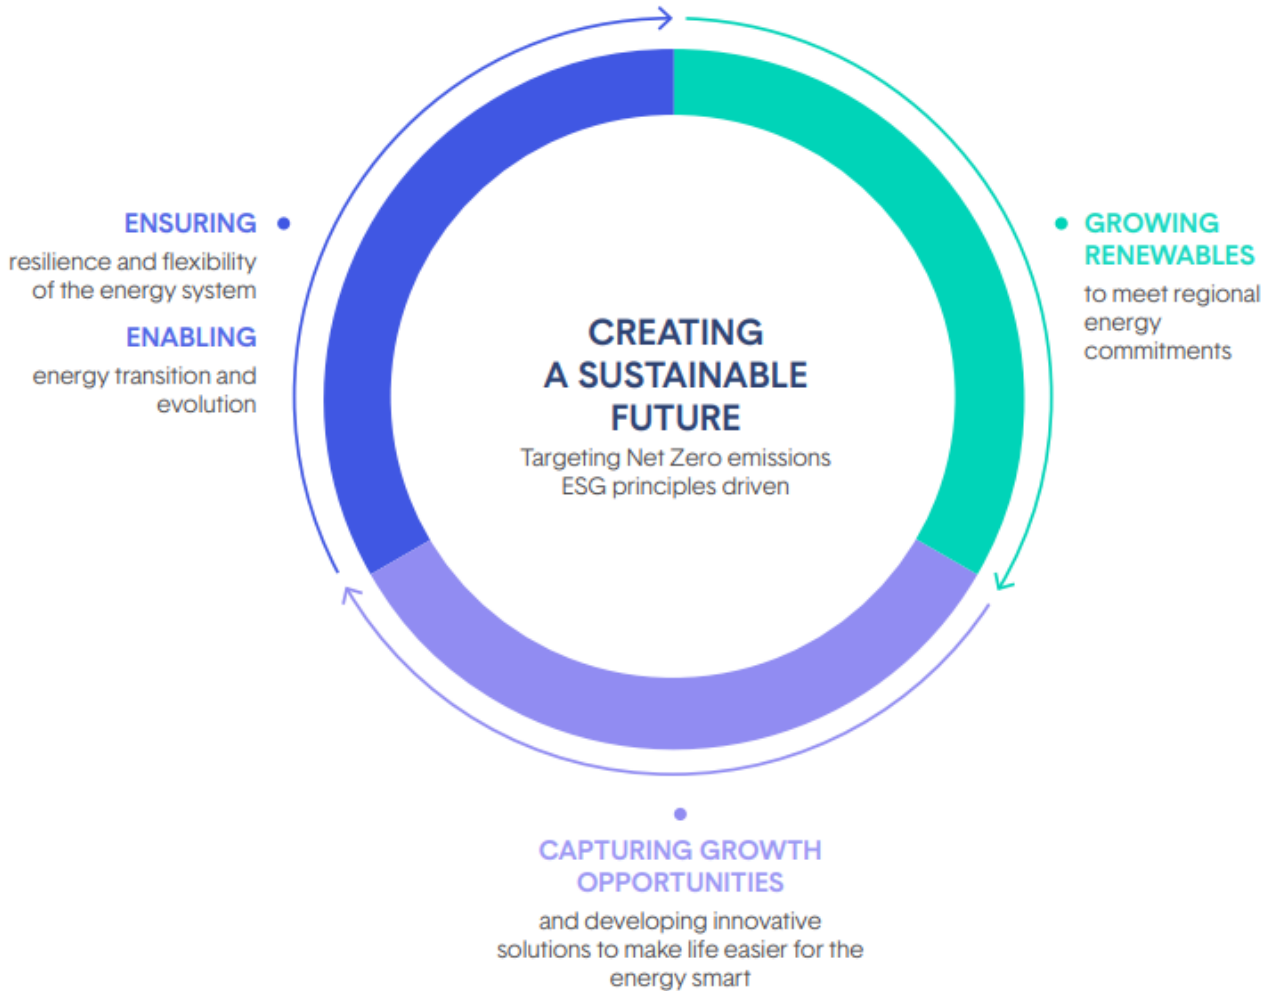 ENSURING
resilience and flexibility
of the energy system
ENABLING
energy transition and
evolution
CREATING
A SUSTAINABLE
FUTURE
Targeting Net Zero emissions
ESG principles driven
GROWING
RENEWABLES
to meet regional
energy
commitments
CAPTURING GROWTH
OPPORTUNITIES
and developing innovative
solutions to make life easier for the
energy smart